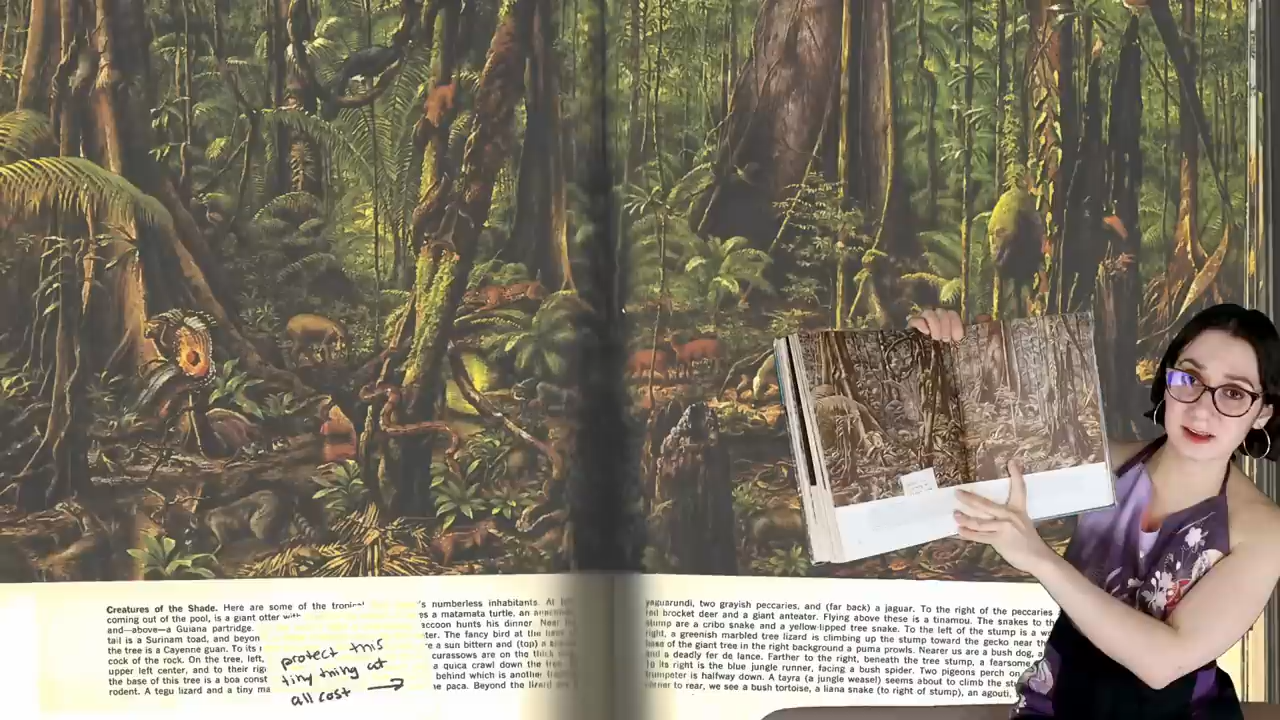 Creatures of the Shade. Here are some of the tropical
coming out of the pool, is a giant otter with
and—above—a Guiana partridge.
tail is a Surinam toad, and beyon
the tree is a Cayenne guan. To its r
cock of the rock. On the tree, left,
upper left center, and to their rig
the base of this tree is a boa const
rodent. A tegu lizard and a tiny ma
protect this
tiny thing at
all cost →
's numberless inhabitants. At
es a matamata turtle, an
accoon hunts his dinner Near
ter. The fancy bird at the
e a sun bittern and (top) a
curassows are on the thick
a quica crawl down the tree
behind which is another
e paca. Beyond the lizard
yaguarundi, two grayish peccaries, and (far back) a jaguar. To the right of the peccaries
and brocket deer and a giant anteater. Flying above these is a tinamou. The snakes to the
stump are a cribo snake and a yellow-lipped tree snake. To the left of the stump is a
right, a greenish marbled tree lizard is climbing up the stump toward the gecko near
base of the giant tree in the right background a puma prowls. Nearer us are a bush dog, a
and a deadly fer de lance. Farther to the right, beneath the tree stump, a fearsome
To its right is the blue jungle runner, facing a bush spider. Two pigeons perch on
trumpeter is halfway down. A tayra (a jungle weasel) seems about to climb the stu
corner to rear, we see a bush tortoise, a liana snake (to right of stump), an agouti,